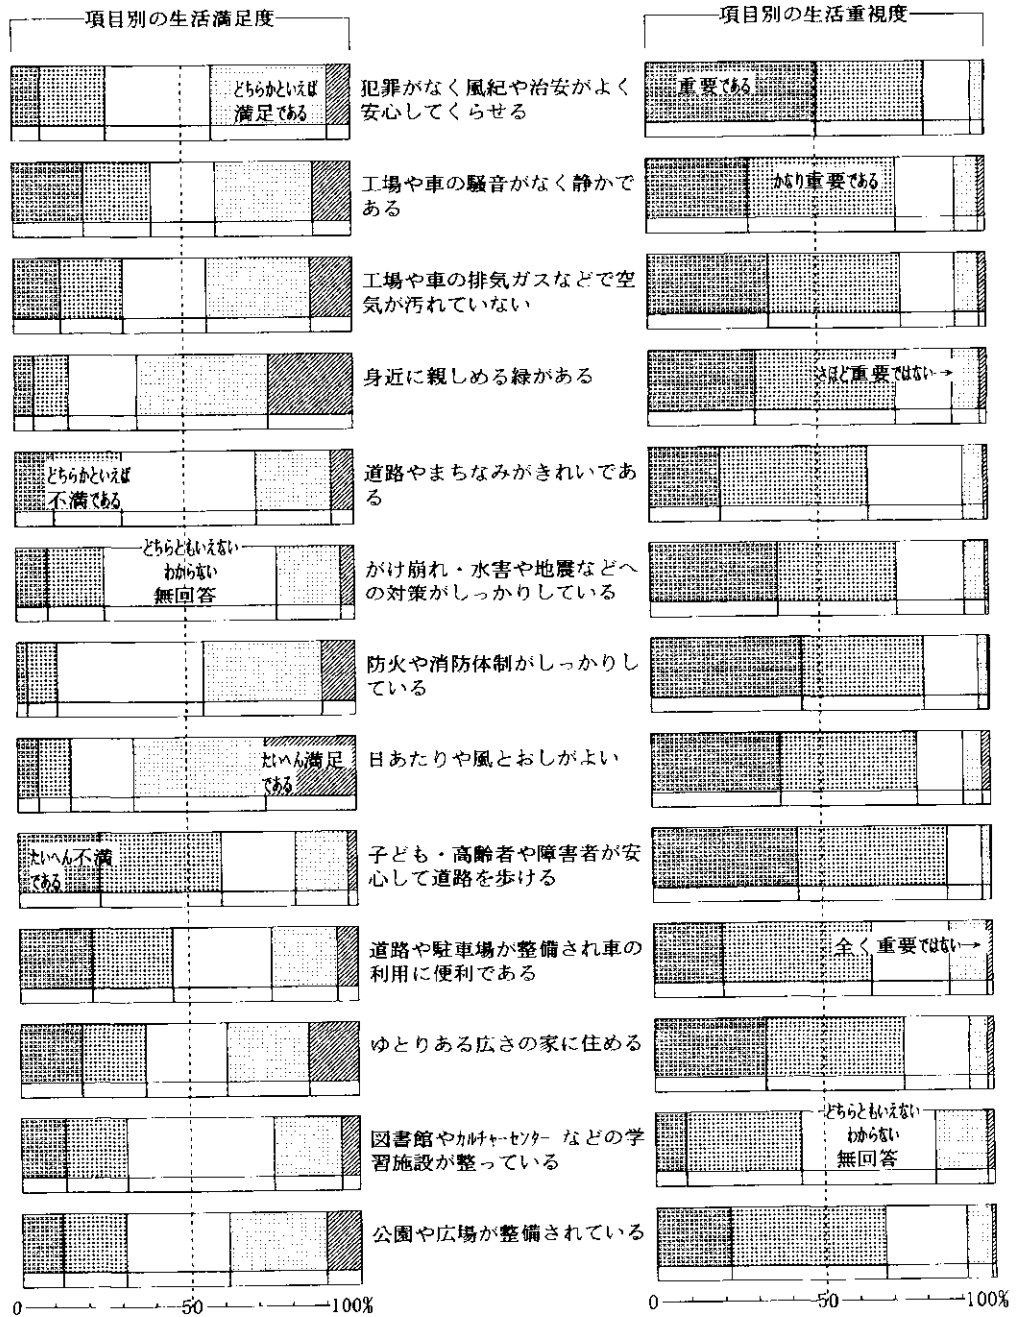 項目別の生活満足度
項目別の生活重視度
どちらかといえば
満足である
犯罪がなく風紀や治安がよく
安心してくらせる
重要である
工場や車の騒音がなく静かで
ある
かなり重要である
工場や車の排気ガスなどで空
気が汚れていない
身近に親しめる緑がある
さほど重要ではない→
どちらかといえば
不満である
道路やまちなみがきれいであ
る
どちらともいえない
わからない
無回答
がけ崩れ・水害や地震などへ
の対策がしっかりしている
防火や消防体制がしっかりし
ている
たいへん満足
である
日あたりや風とおしがよい
たいへん不満
である
子ども・高齢者や障害者が安
心して道路を歩ける
道路や駐車場が整備され車の
利用に便利である
全く重要ではない→
ゆとりある広さの家に住める
図書館やカルチャーセンター などの学
習施設が整っている
どちらともいえない
わからない
無回答
公園や広場が整備されている
0 50 100%
0 50 100%